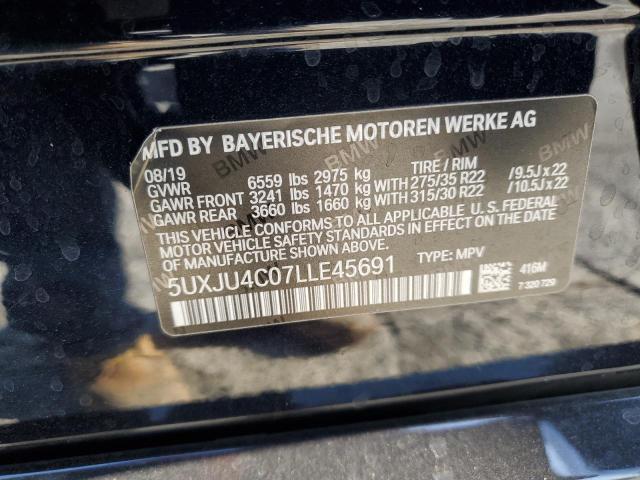 MFD BY BAYERISCHE MOTOREN WERKE AG
08/19
GVWR 6559 lbs 2975 kg TIRE / RIM
GAWR FRONT 3241 lbs 1470 kg WITH 275/35 R22 /9.5J x 22
GAWR REAR 3660 lbs 1660 kg WITH 315/30 R22 /10.5J x 22
THIS VEHICLE CONFORMS TO ALL APPLICABLE U.S. FEDERAL
MOTOR VEHICLE SAFETY STANDARDS IN EFFECT ON THE
DATE OF MANUFACTURE SHOWN ABOVE.
5UXJU4C07LLE45691 TYPE: MPV
416M
7 320 729